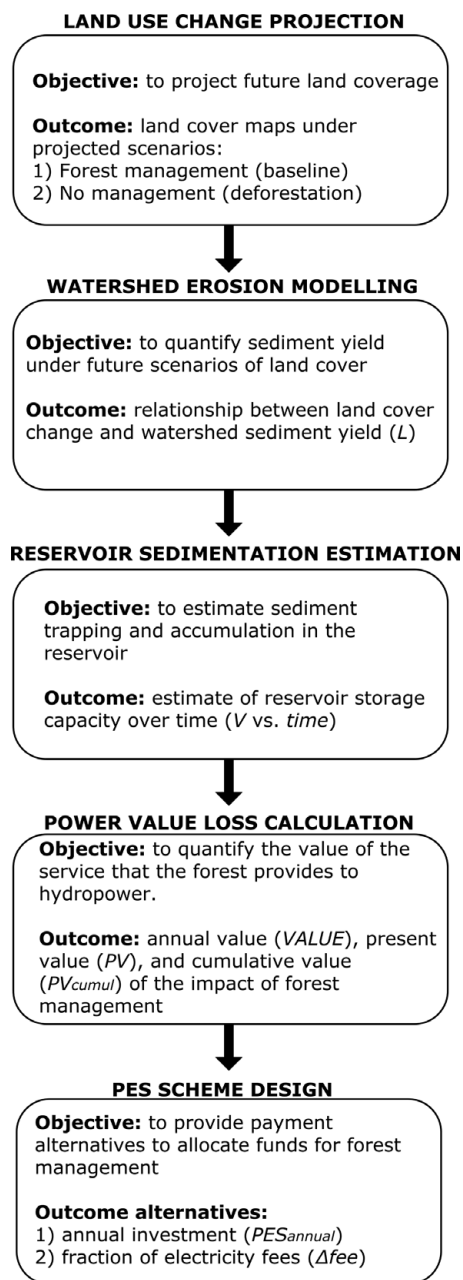 LAND USE CHANGE PROJECTION
Objective: to project future land coverage
Outcome: land cover maps under
projected scenarios:
1) Forest management (baseline)
2) No management (deforestation)
WATERSHED EROSION MODELLING
Objective: to quantify sediment yield
under future scenarios of land cover
Outcome: relationship between land cover
change and watershed sediment yield (L)
RESERVOIR SEDIMENTATION ESTIMATION
Objective: to estimate sediment
trapping and accumulation in the
reservoir
Outcome: estimate of reservoir storage
capacity over time (V vs. time)
POWER VALUE LOSS CALCULATION
Objective: to quantify the value of the
service that the forest provides to
hydropower.
Outcome: annual value (VALUE), present
value (PV), and cumulative value
(PVcumul) of the impact of forest
management
PES SCHEME DESIGN
Objective: to provide payment
alternatives to allocate funds for forest
management
Outcome alternatives:
1) annual investment (PESannual)
2) fraction of electricity fees (Δfee)